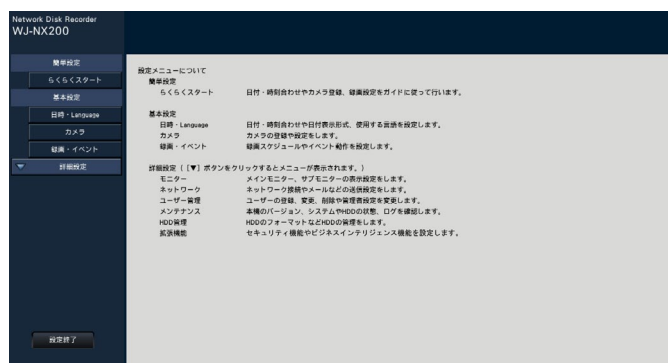 Network Disk Recorder
WJ-NX200
簡単設定
らくらくスタート
基本設定
日時・Language
カメラ
録画・イベント
▼ 詳細設定
設定終了
設定メニューについて
簡単設定
らくらくスタート 日付・時刻合わせやカメラ登録、録画設定をガイドに従って行います。
基本設定
日時・Language 日付・時刻合わせや日付表示形式、使用する言語を設定します。
カメラ カメラの登録や設定をします。
録画・イベント 録画スケジュールやイベント動作を設定します。
詳細設定（［▼］ボタンをクリックするとメニューが表示されます。）
モニター メインモニター、サブモニターの表示設定をします。
ネットワーク ネットワーク接続やメールなどの送信設定をします。
ユーザー管理 ユーザーの登録、変更、削除や管理者設定を変更します。
メンテナンス 本機のバージョン、システムやHDDの状態、ログを確認します。
HDD管理 HDDのフォーマットなどHDDの管理をします。
拡張機能 セキュリティ機能やビジネスインテリジェンス機能を設定します。